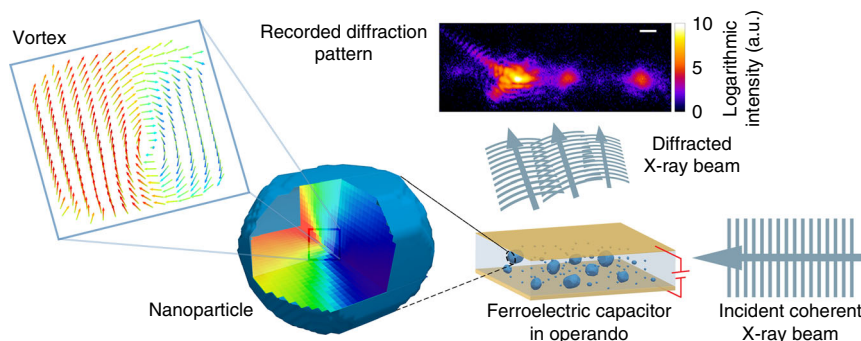 Vortex
Recorded diffraction
pattern
10
5
0
Logarithmic
intensity (a.u.)
Diffracted
X-ray beam
Nanoparticle
Ferroelectric capacitor
in operando
Incident coherent
X-ray beam